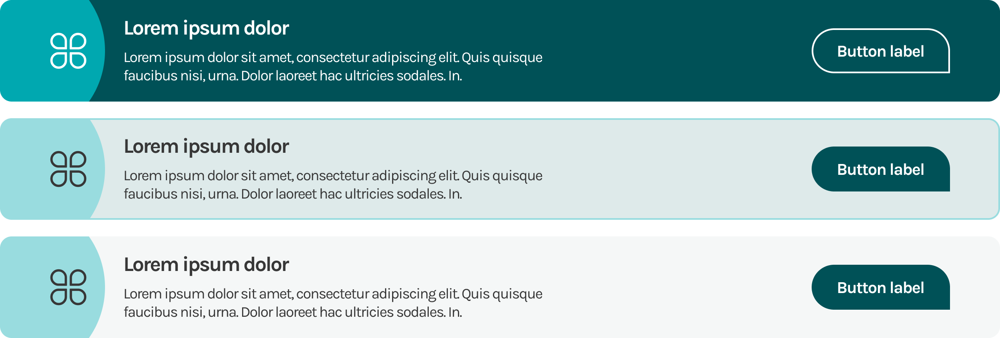 Lorem ipsum dolor
Lorem ipsum dolor sit amet, consectetur adipiscing elit. Quis quisque
faucibus nisi, urna. Dolor laoreet hac ultricies sodales. In.
Button label
Lorem ipsum dolor
Lorem ipsum dolor sit amet, consectetur adipiscing elit. Quis quisque
faucibus nisi, urna. Dolor laoreet hac ultricies sodales. In.
Button label
Lorem ipsum dolor
Lorem ipsum dolor sit amet, consectetur adipiscing elit. Quis quisque
faucibus nisi, urna. Dolor laoreet hac ultricies sodales. In.
Button label